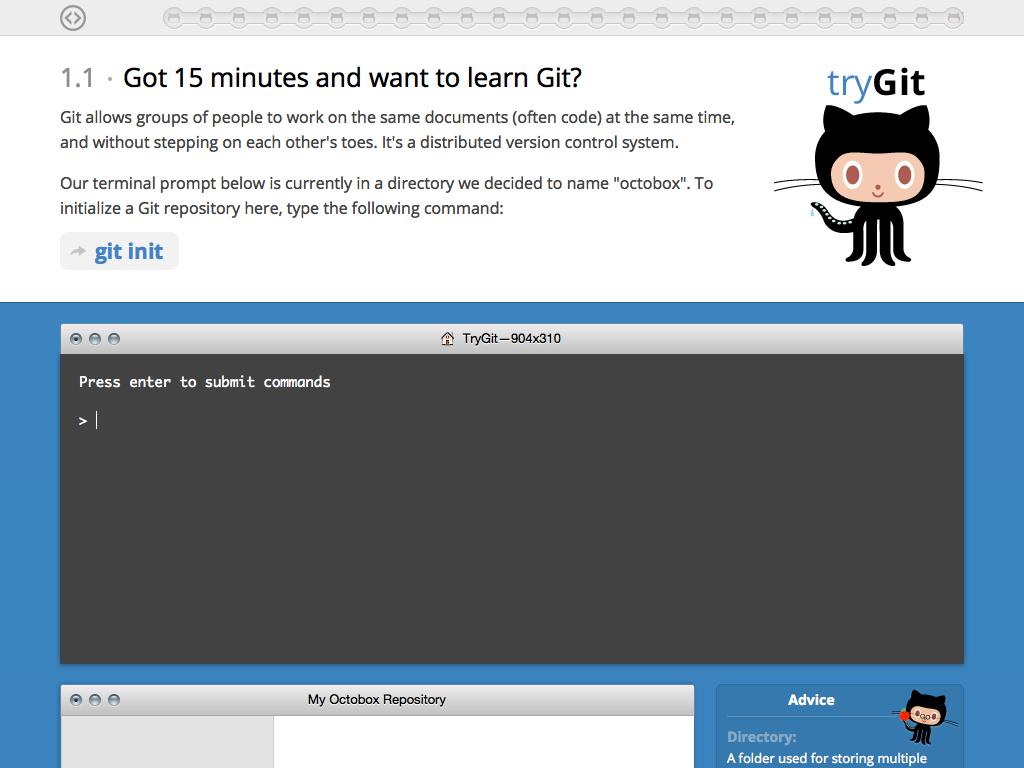 1.1 · Got 15 minutes and want to learn Git?
tryGit
Git allows groups of people to work on the same documents (often code) at the same time,
and without stepping on each other's toes. It's a distributed version control system.
Our terminal prompt below is currently in a directory we decided to name "octobox". To
initialize a Git repository here, type the following command:
git init
TryGit—904x310
Press enter to submit commands
>
My Octobox Repository
Advice
Directory:
A folder used for storing multiple